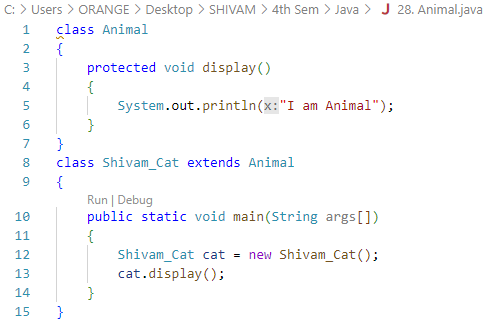 C: > Users > ORANGE > Desktop > SHIVAM > 4th Sem > Java > J 28. Animal.java
1 class Animal
2 {
3 protected void display()
4 {
5 System.out.println(x:"I am Animal");
6 }
7 }
8 class Shivam_Cat extends Animal
9 {
Run | Debug
10 public static void main(String args[])
11 {
12 Shivam_Cat cat = new Shivam_Cat();
13 cat.display();
14 }
15 }